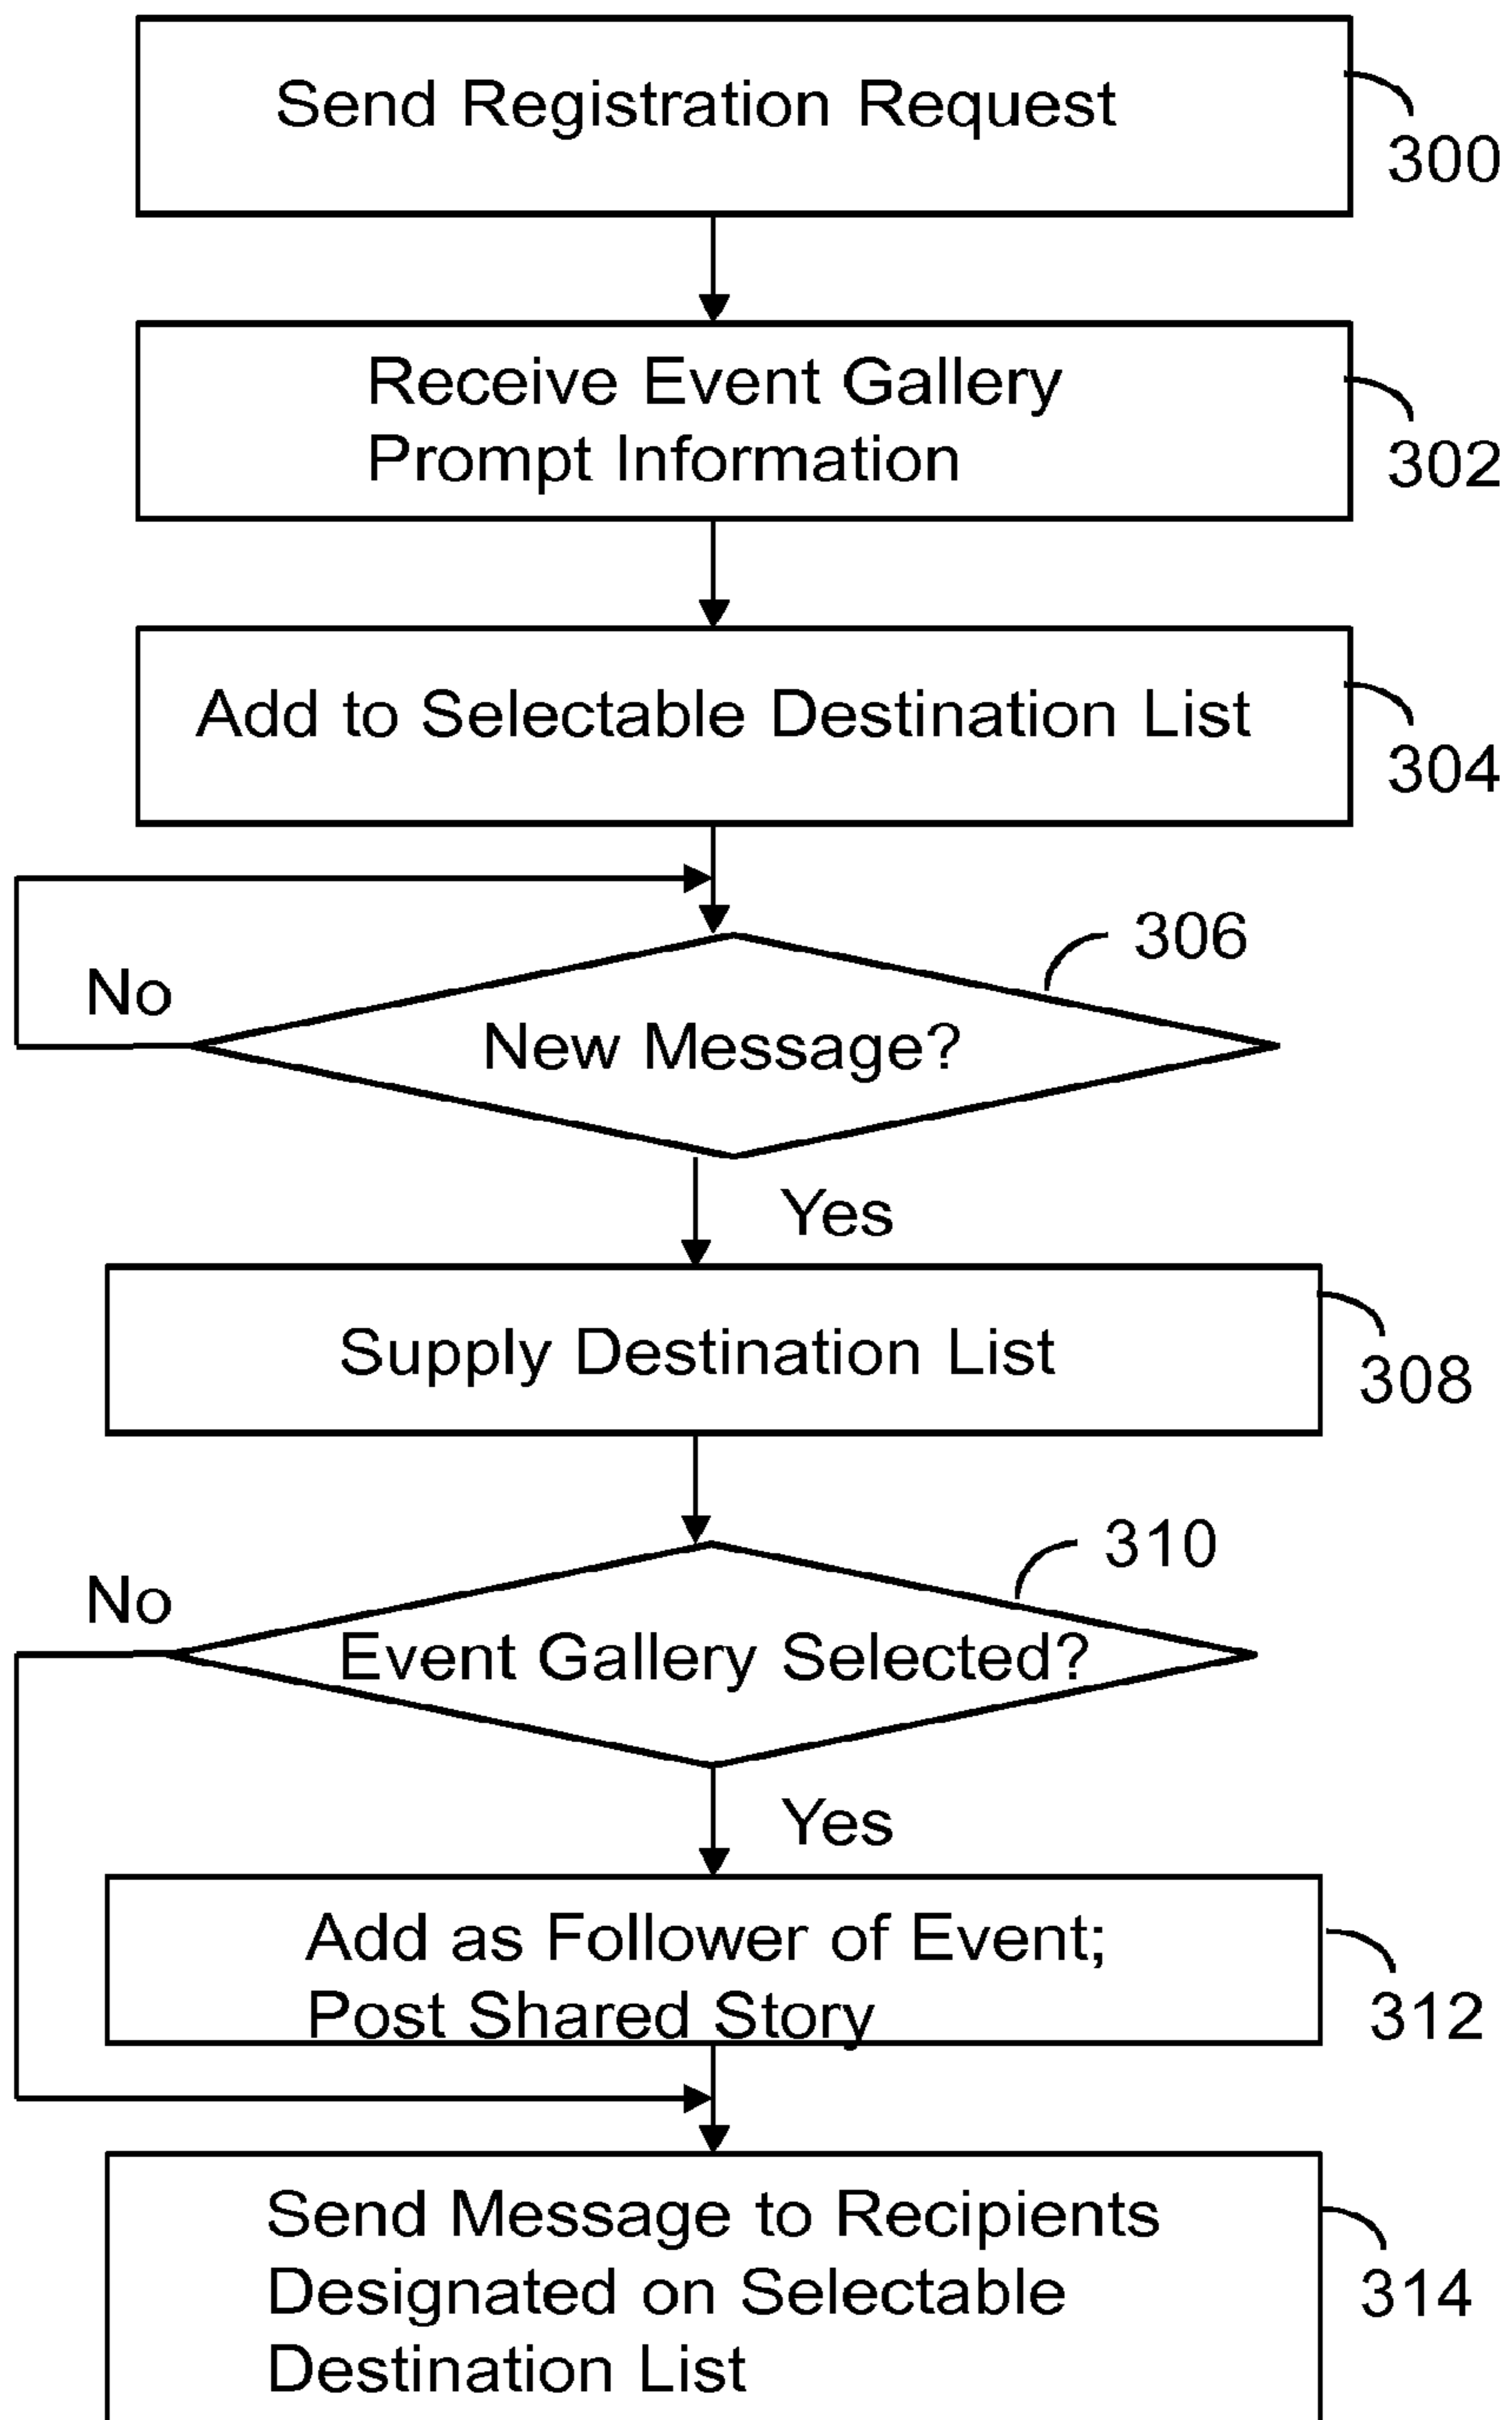 Send Registration Request
300
Receive Event Gallery
Prompt Information
302
Add to Selectable Destination List
304
306
No
New Message?
Yes
Supply Destination List
308
310
No
Event Gallery Selected?
Yes
Add as Follower of Event;
Post Shared Story
312
Send Message to Recipients
Designated on Selectable
Destination List
314